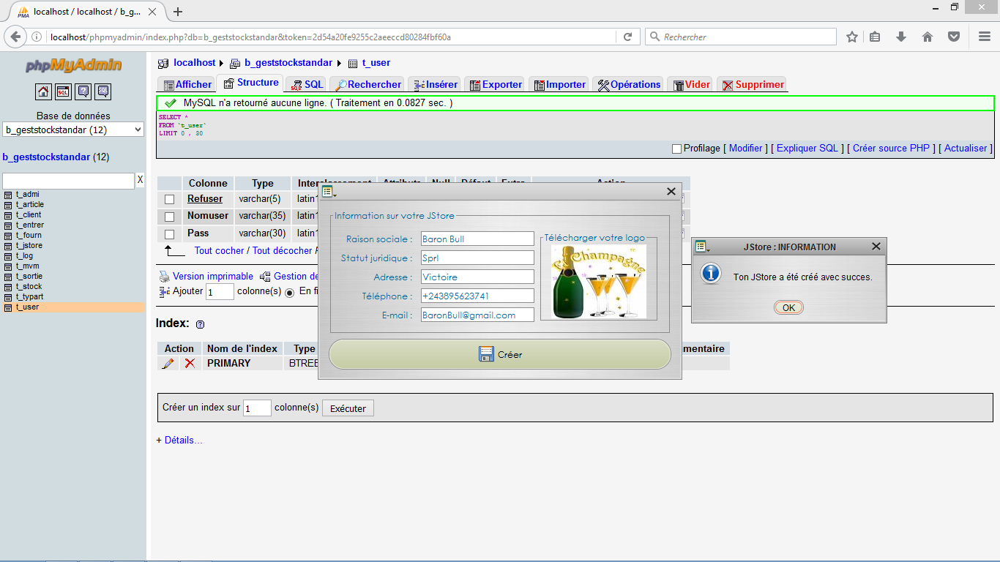 localhost / localhost / b_g...
localhost/phpmyadmin/index.php?db=b_geststockstandar&token=2d54a20fe9255c2aeeccd80284fbf60a
Rechercher
phpMyAdmin
SQL
Base de données
b_geststockstandar (12)
b_geststockstandar (12)
X
t_admi
t_article
t_client
t_entrer
t_fourn
t_jstore
t_log
t_mvm
t_sortie
t_stock
t_typart
t_user
localhost
b_geststockstandar
t_user
Afficher
Structure
SQL
Rechercher
Insérer
Exporter
Importer
Opérations
Vider
Supprimer
MySQL n'a retourné aucune ligne. ( Traitement en 0.0827 sec. )
SELECT *
FROM `t_user`
LIMIT 0 , 30
Profilage [ Modifier ] [ Expliquer SQL ] [ Créer source PHP ] [ Actualiser ]
Colonne Type
Refuser varchar(5) latin1
Nomuser varchar(35) latin1
Pass varchar(30) latin1
Tout cocher / Tout décocher
Version imprimable
Gestion de
Ajouter 1 colonne(s) En fi
Index:
Action Nom de l'index Type mentaire
PRIMARY BTREE
Créer un index sur 1 colonne(s) Exécuter
+ Détails...
Information sur votre JStore
Raison sociale : Baron Bull
Statut juridique : Sprl
Adresse : Victoire
Téléphone : +243895623741
E-mail : BaronBull@gmail.com
Télécharger votre logo
Champagne
Créer
JStore : INFORMATION
Ton JStore a été créé avec succes.
OK